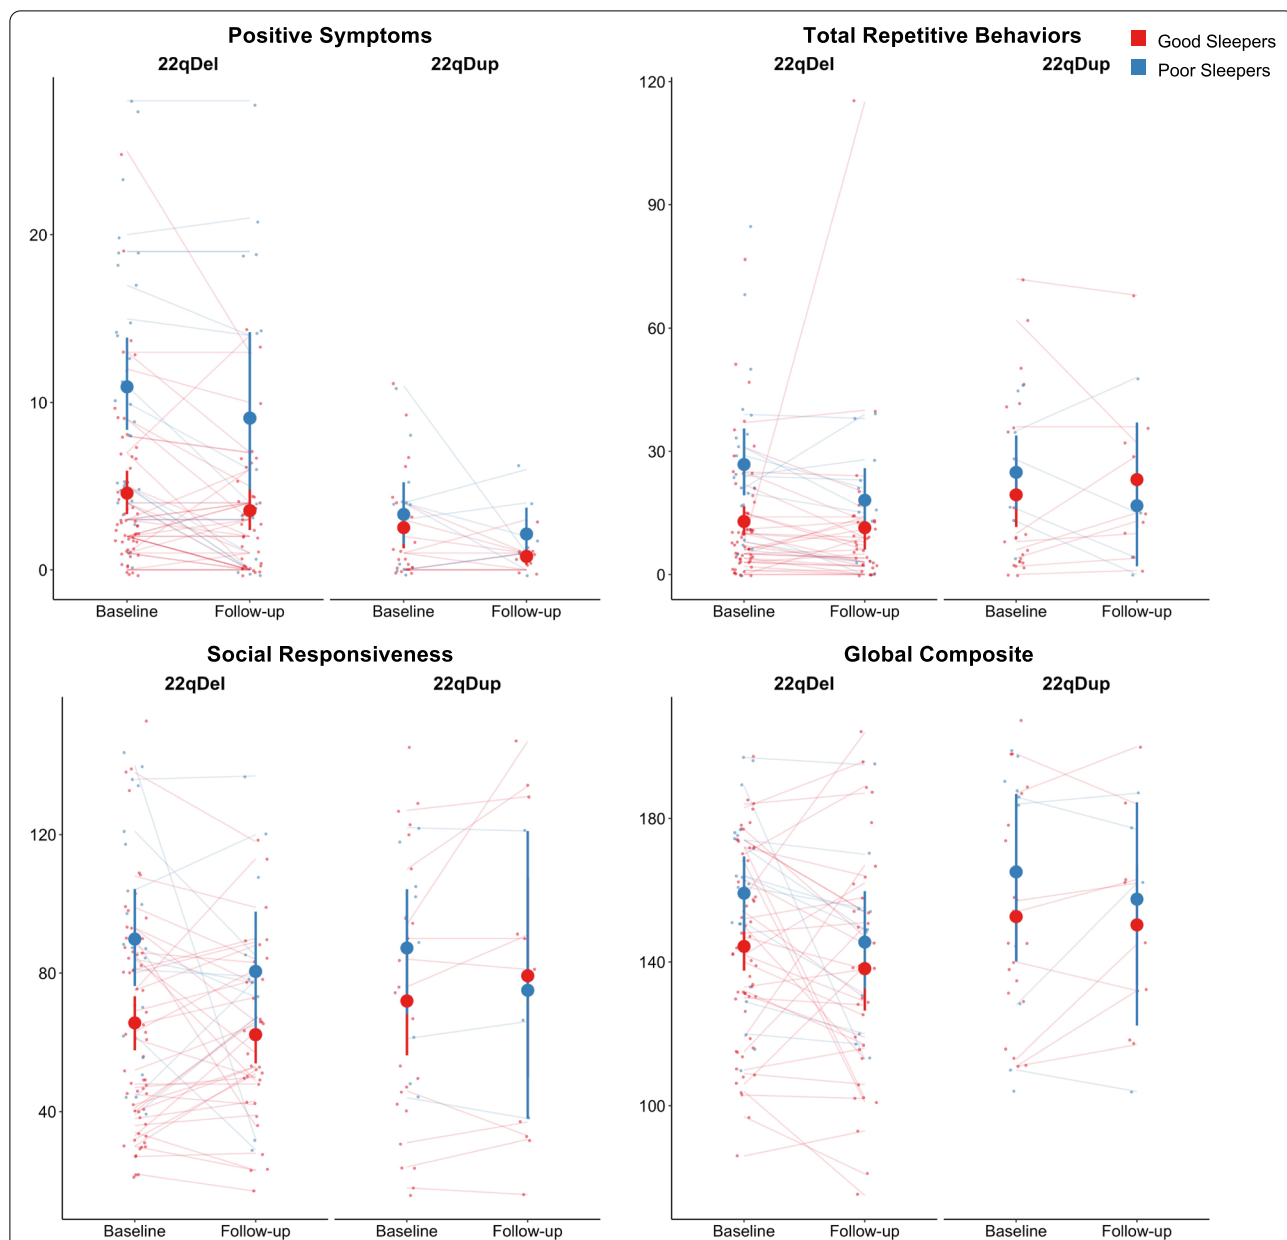 Positive Symptoms
22qDel 22qDup
20
10
0
Baseline Follow-up Baseline Follow-up
Total Repetitive Behaviors
22qDel 22qDup
Good Sleepers
Poor Sleepers
120
90
60
30
0
Baseline Follow-up Baseline Follow-up
Social Responsiveness
22qDel 22qDup
120
80
40
Baseline Follow-up Baseline Follow-up
Global Composite
22qDel 22qDup
180
140
100
Baseline Follow-up Baseline Follow-up